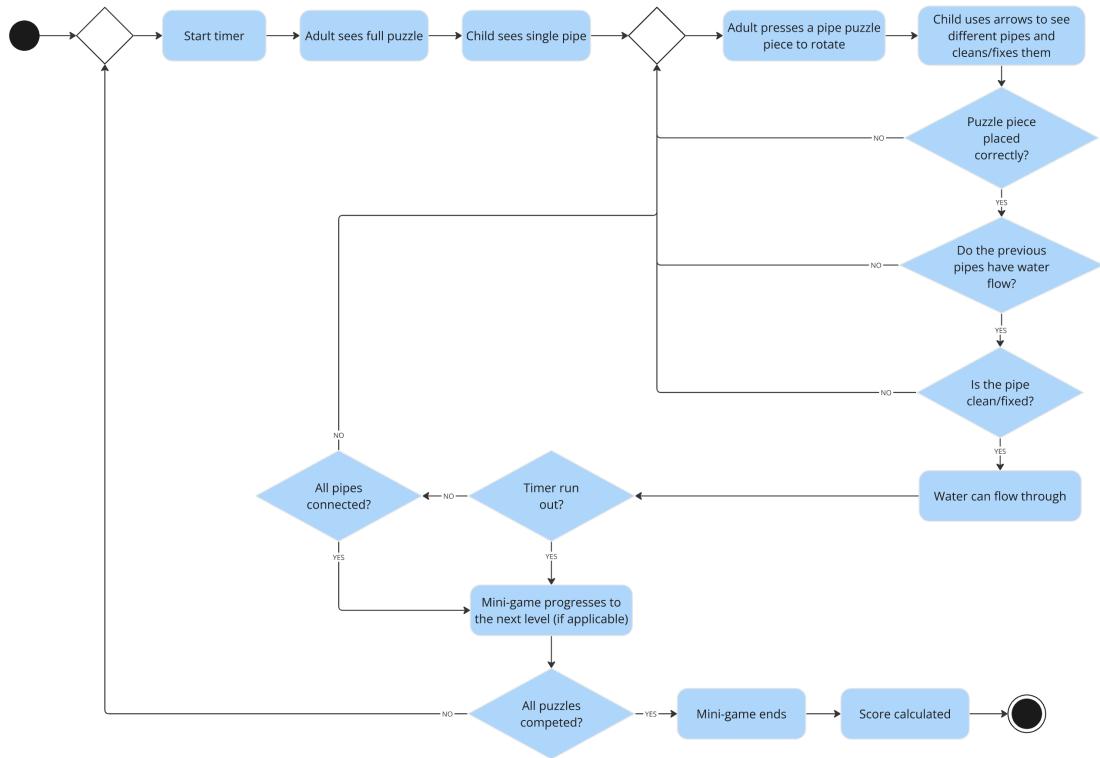 Start timer
Adult sees full puzzle
Child sees single pipe
Adult presses a pipe puzzle
piece to rotate
Child uses arrows to see
different pipes and
cleans/fixes them
Puzzle piece
placed
correctly?
NO
YES
Do the previous
pipes have water
flow?
NO
YES
Is the pipe
clean/fixed?
NO
YES
Water can flow through
Timer run
out?
NO
YES
All pipes
connected?
NO
YES
Mini-game progresses to
the next level (if applicable)
All puzzles
competed?
NO
YES
Mini-game ends
Score calculated